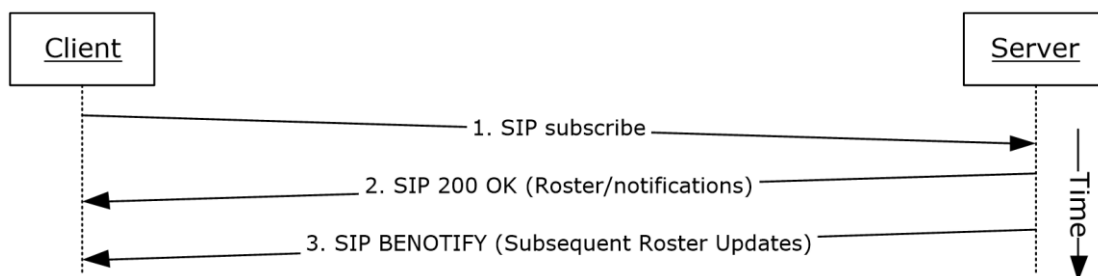 Client
Server
1. SIP subscribe
2. SIP 200 OK (Roster/notifications)
3. SIP BENOTIFY (Subsequent Roster Updates)
Time